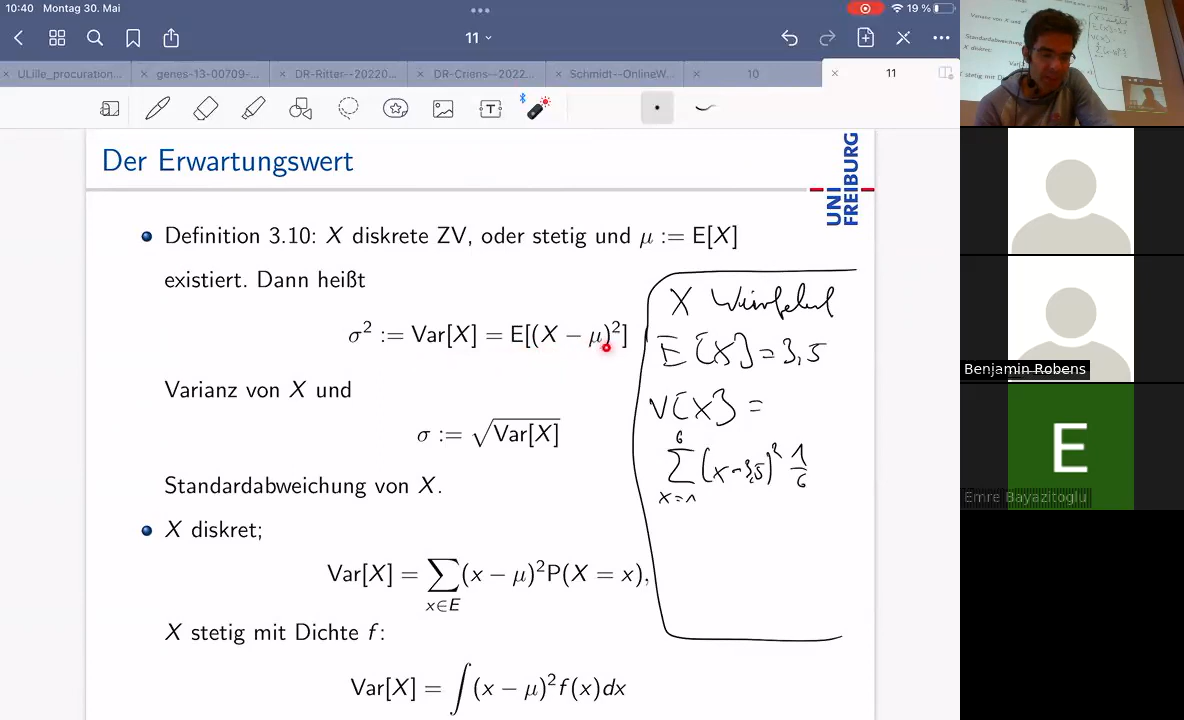 10:40 Montag 30. Mai
19 %
11
ULille_procuration...
genes-13-00709-...
DR-Ritter--20220...
DR-Criens--2022...
Schmidt--OnlineW...
10
11
Der Erwartungswert
UNI
FREIBURG
Definition 3.10: X diskrete ZV, oder stetig und μ := E[X]
existiert. Dann heißt
σ² := Var[X] = E[(X − μ)²]
Varianz von X und
σ := √Var[X]
Standardabweichung von X.
X diskret;
Var[X] = ∑ (x − μ)²P(X = x),
x∈E
X stetig mit Dichte f:
Var[X] = ∫ (x − μ)²f(x)dx
X
E[X] = 3,5
V[X] =
6
∑ (x-3,5)² 1/6
x=1
Benjamin Robens
E
Emre Bayazitoglu